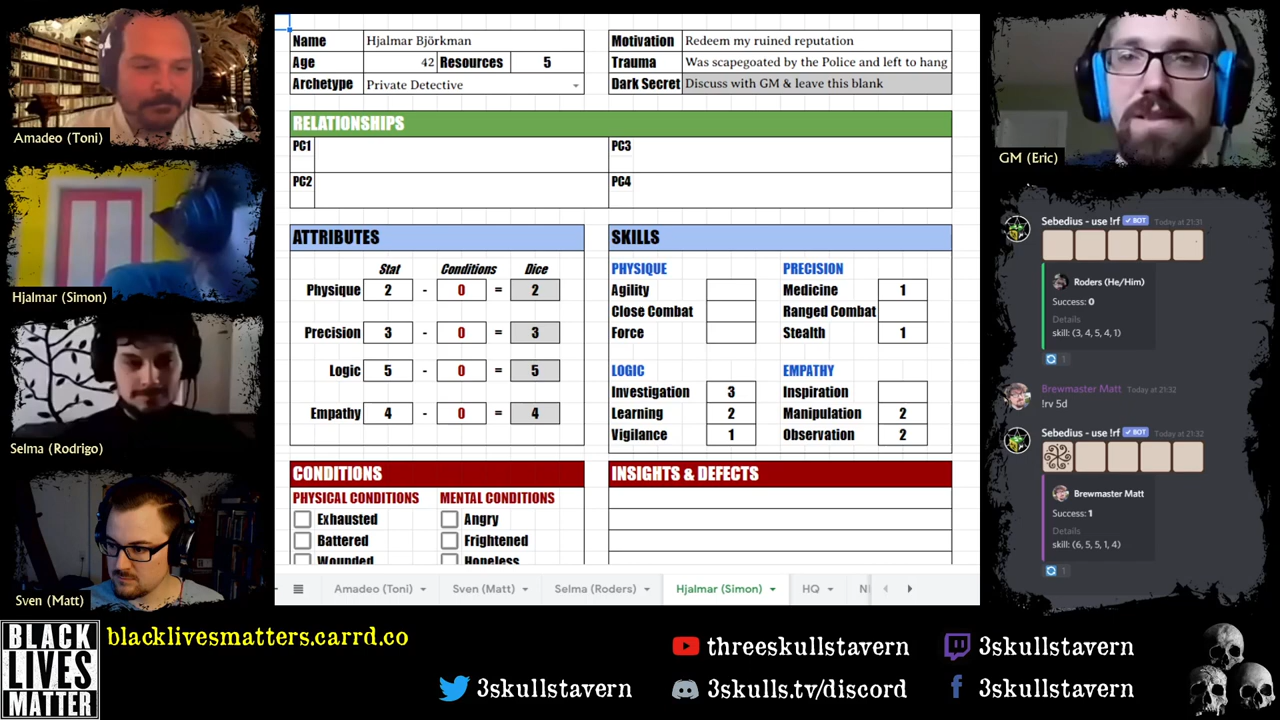 Name Hjalmar Björkman
Age 42 Resources 5
Archetype Private Detective
Motivation Redeem my ruined reputation
Trauma Was scapegoated by the Police and left to hang
Dark Secret Discuss with GM & leave this blank
RELATIONSHIPS
PC1
PC3
PC2
PC4
ATTRIBUTES
Stat Conditions Dice
Physique 2 - 0 = 2
Precision 3 - 0 = 3
Logic 5 - 0 = 5
Empathy 4 - 0 = 4
SKILLS
PHYSIQUE
Agility
Close Combat
Force
PRECISION
Medicine 1
Ranged Combat
Stealth 1
LOGIC
Investigation 3
Learning 2
Vigilance 1
EMPATHY
Inspiration
Manipulation 2
Observation 2
CONDITIONS
PHYSICAL CONDITIONS
Exhausted
Battered
Wounded
MENTAL CONDITIONS
Angry
Frightened
Hopeless
INSIGHTS & DEFECTS
Amadeo (Toni) Sven (Matt) Selma (Roders) Hjalmar (Simon) HQ
Amadeo (Toni)
Hjalmar (Simon)
Selma (Rodrigo)
Sven (Matt)
GM (Eric)
Sebedius - use !rf BOT Today at 21:31
Roders (He/Him)
Success: 0
Details
skill: (3, 4, 5, 4, 1)
1
Brewmaster Matt Today at 21:32
!rv 5d
Sebedius - use !rf BOT Today at 21:32
Brewmaster Matt
Success: 1
Details
skill: (6, 5, 5, 1, 4)
1
BLACK
LIVES
MATTER
blacklivesmatters.carrd.co
threeskullstavern
3skullstavern
3skullstavern
3skulls.tv/discord
3skullstavern